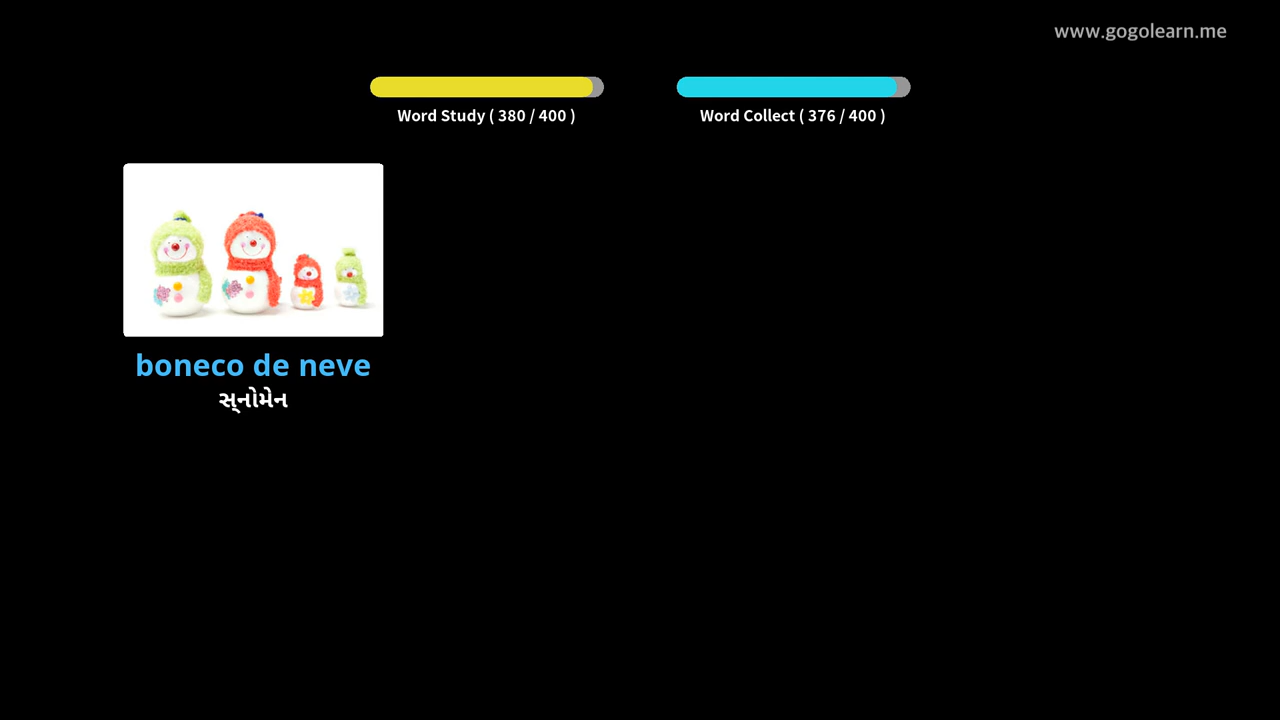 www.gogolearn.me
Word Study ( 380 / 400 )
Word Collect ( 376 / 400 )
boneco de neve
સ્નોમેન